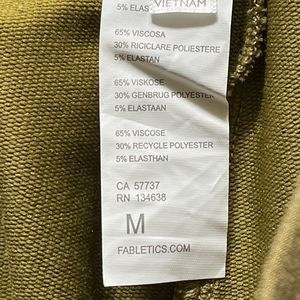 VIETNAM
5% ELAS
65% VISCOSA
30% RICICLARE POLIESTERE
5% ELASTAN
65% VISKOSE
30% GENBRUG POLYESTER
5% ELASTAAN
65% VISCOSE
30% RECYCLE POLYESTER
5% ELASTHAN
CA 57737
RN 134638
M
FABLETICS.COM